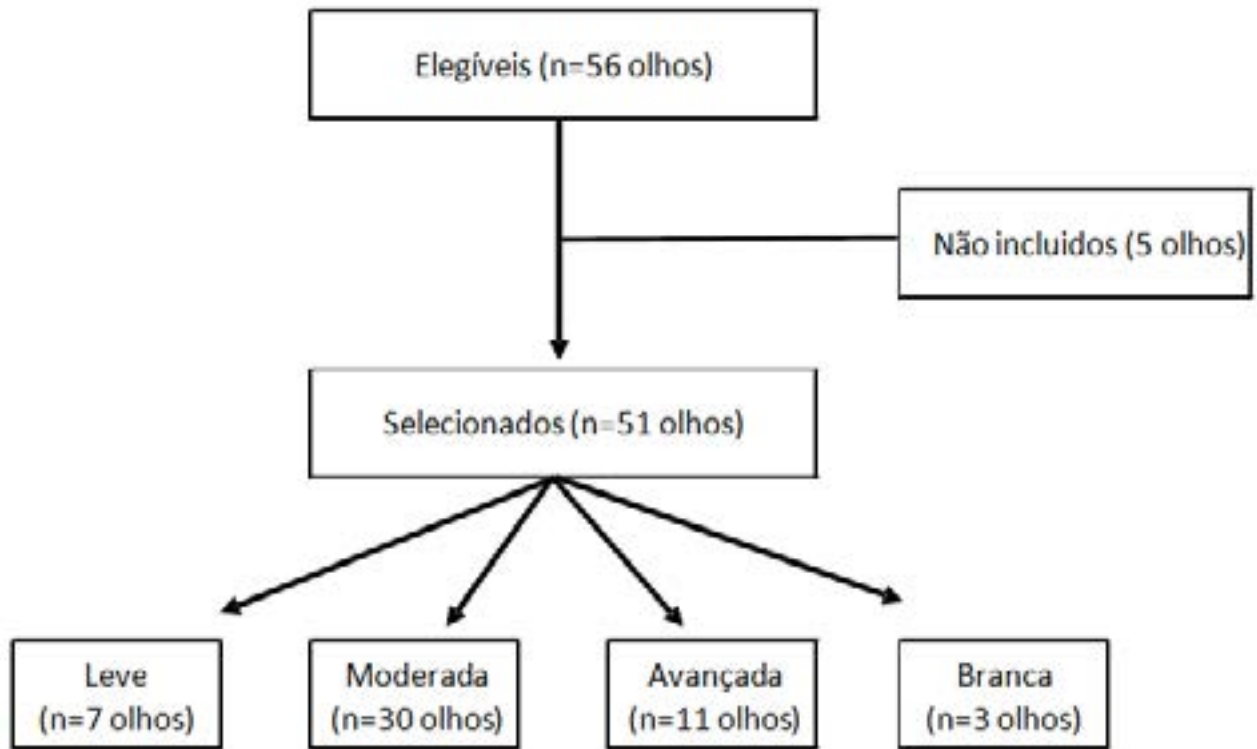 Elegíveis (n=56 olhos)
Não incluidos (5 olhos)
Selecionados (n=51 olhos)
Leve
(n=7 olhos)
Moderada
(n=30 olhos)
Avançada
(n=11 olhos)
Branca
(n=3 olhos)